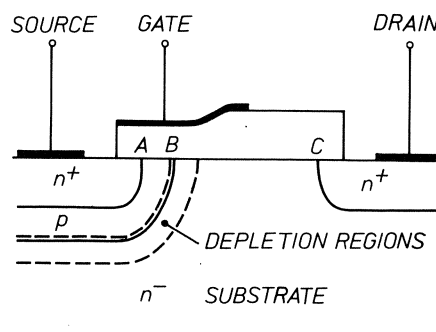 SOURCE GATE DRAIN
A B C
n+ n+
p
DEPLETION REGIONS
n− SUBSTRATE